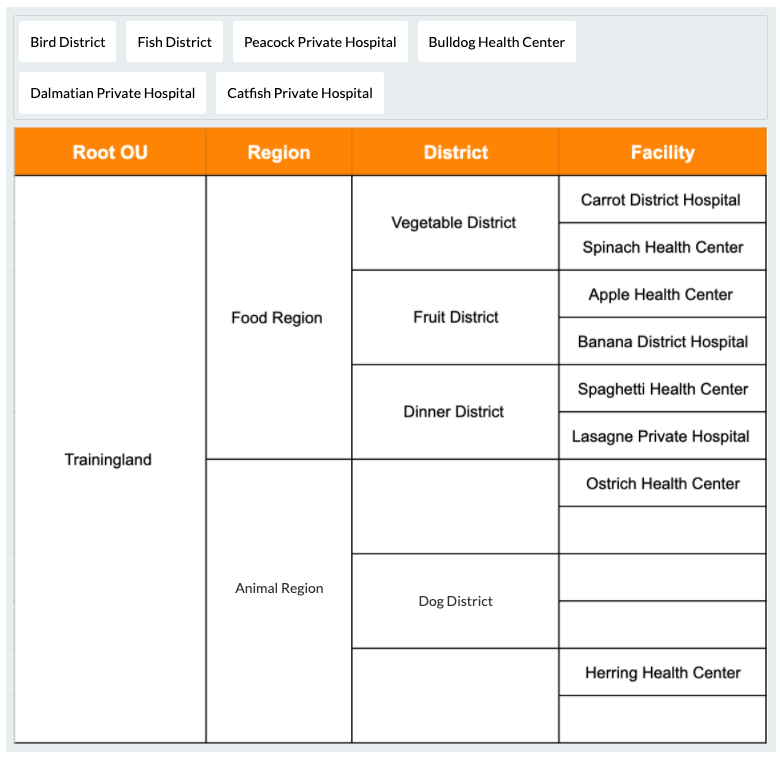 Bird District
Fish District
Peacock Private Hospital
Bulldog Health Center
Dalmatian Private Hospital
Catfish Private Hospital
Root OU
Region
District
Facility
Trainingland
Food Region
Vegetable District
Carrot District Hospital
Spinach Health Center
Fruit District
Apple Health Center
Banana District Hospital
Dinner District
Spaghetti Health Center
Lasagne Private Hospital
Animal Region
Ostrich Health Center
Dog District
Herring Health Center